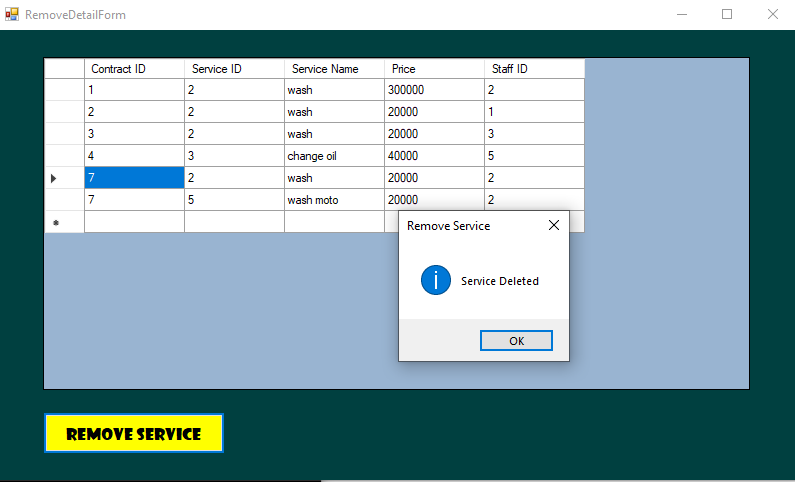 RemoveDetailForm
Contract ID Service ID Service Name Price Staff ID
1 2 wash 300000 2
2 2 wash 20000 1
3 2 wash 20000 3
4 3 change oil 40000 5
7 2 wash 20000 2
7 5 wash moto 20000 2
Remove Service
Service Deleted
OK
REMOVE SERVICE